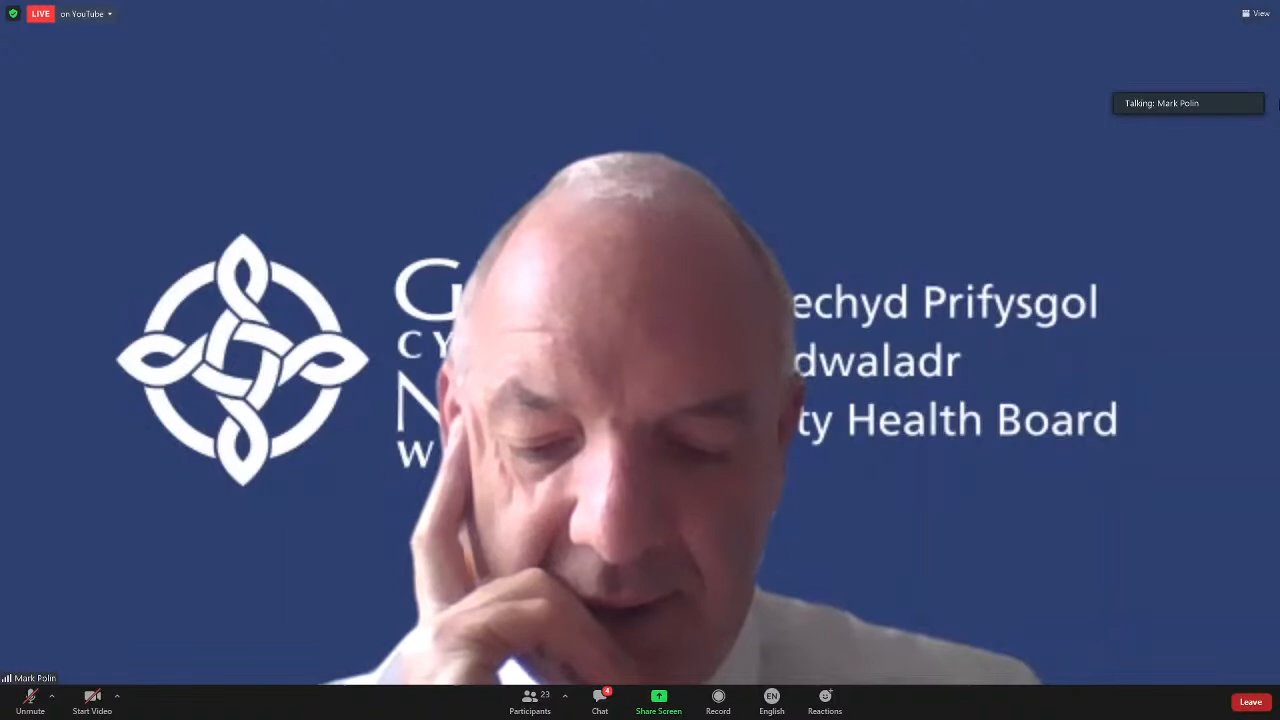 LIVE on YouTube
View
Talking: Mark Polin
G
CY
N
W
echyd Prifysgol
dwaladr
ty Health Board
Mark Polin
Unmute
Start Video
23
Participants
4
Chat
Share Screen
Record
EN
English
Reactions
Leave